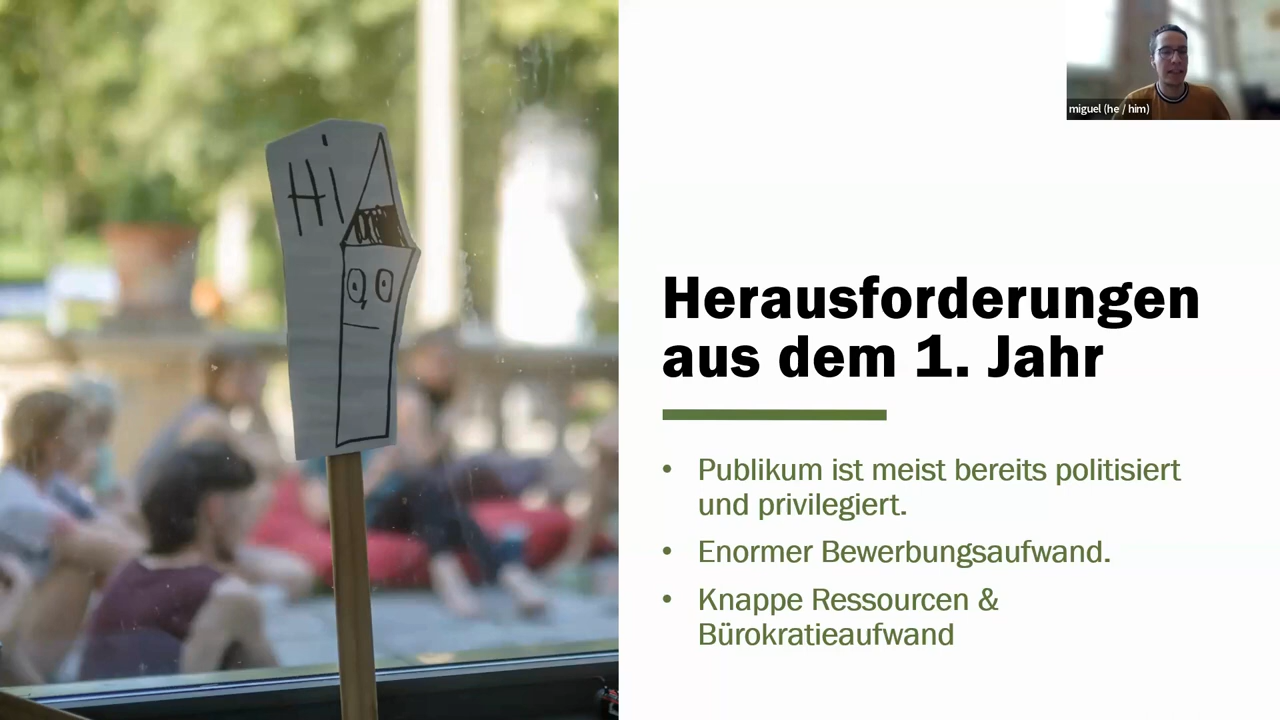 Hi
miguel (he / him)
Herausforderungen
aus dem 1. Jahr
• Publikum ist meist bereits politisiert
und privilegiert.
• Enormer Bewerbungsaufwand.
• Knappe Ressourcen &
Bürokratieaufwand